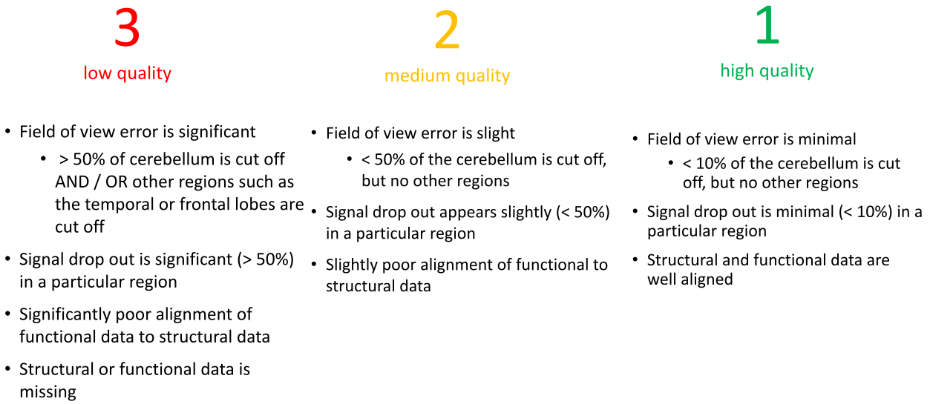 3
low quality
• Field of view error is significant
• > 50% of cerebellum is cut off
AND / OR other regions such as
the temporal or frontal lobes are
cut off
• Signal drop out is significant (> 50%)
in a particular region
• Significantly poor alignment of
functional data to structural data
• Structural or functional data is
missing
2
medium quality
• Field of view error is slight
• < 50% of the cerebellum is cut off,
but no other regions
• Signal drop out appears slightly (< 50%)
in a particular region
• Slightly poor alignment of functional to
structural data
1
high quality
• Field of view error is minimal
• < 10% of the cerebellum is cut
off, but no other regions
• Signal drop out is minimal (< 10%) in a
particular region
• Structural and functional data are
well aligned